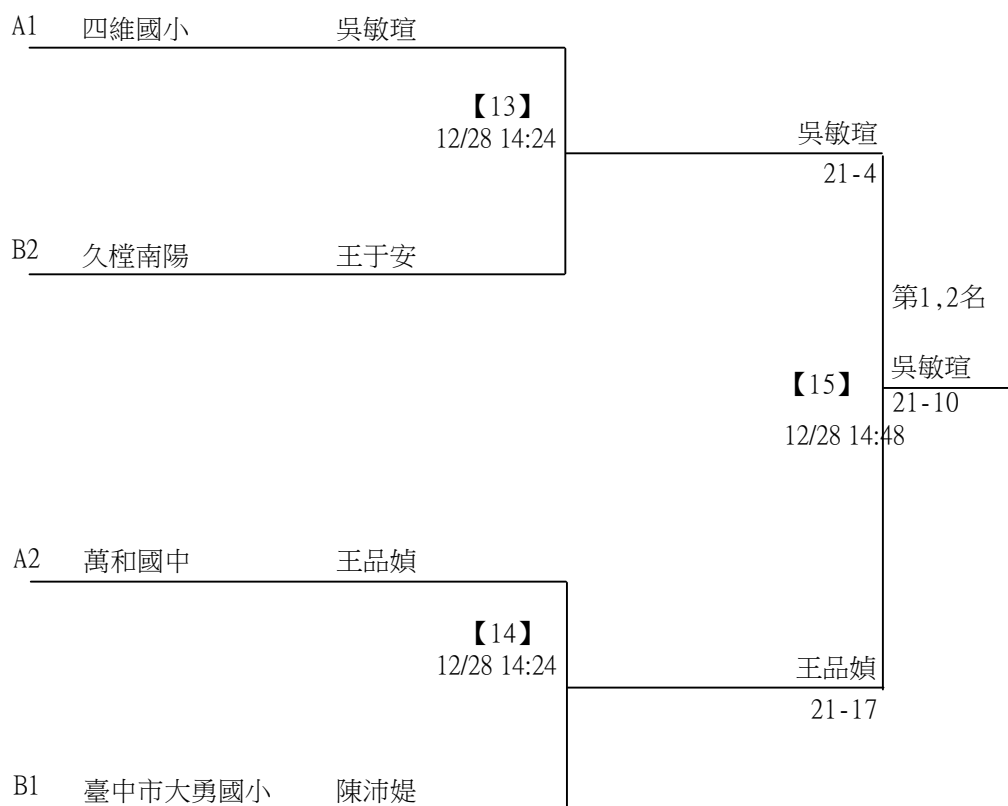 A1 四維國小 吳敏瑄
【13】
12/28 14:24
吳敏瑄
21-4
B2 久樘南陽 王于安
第1,2名
【15】
吳敏瑄
21-10
12/28 14:48
A2 萬和國中 王品媜
【14】
12/28 14:24
王品媜
21-17
B1 臺中市大勇國小 陳沛媞